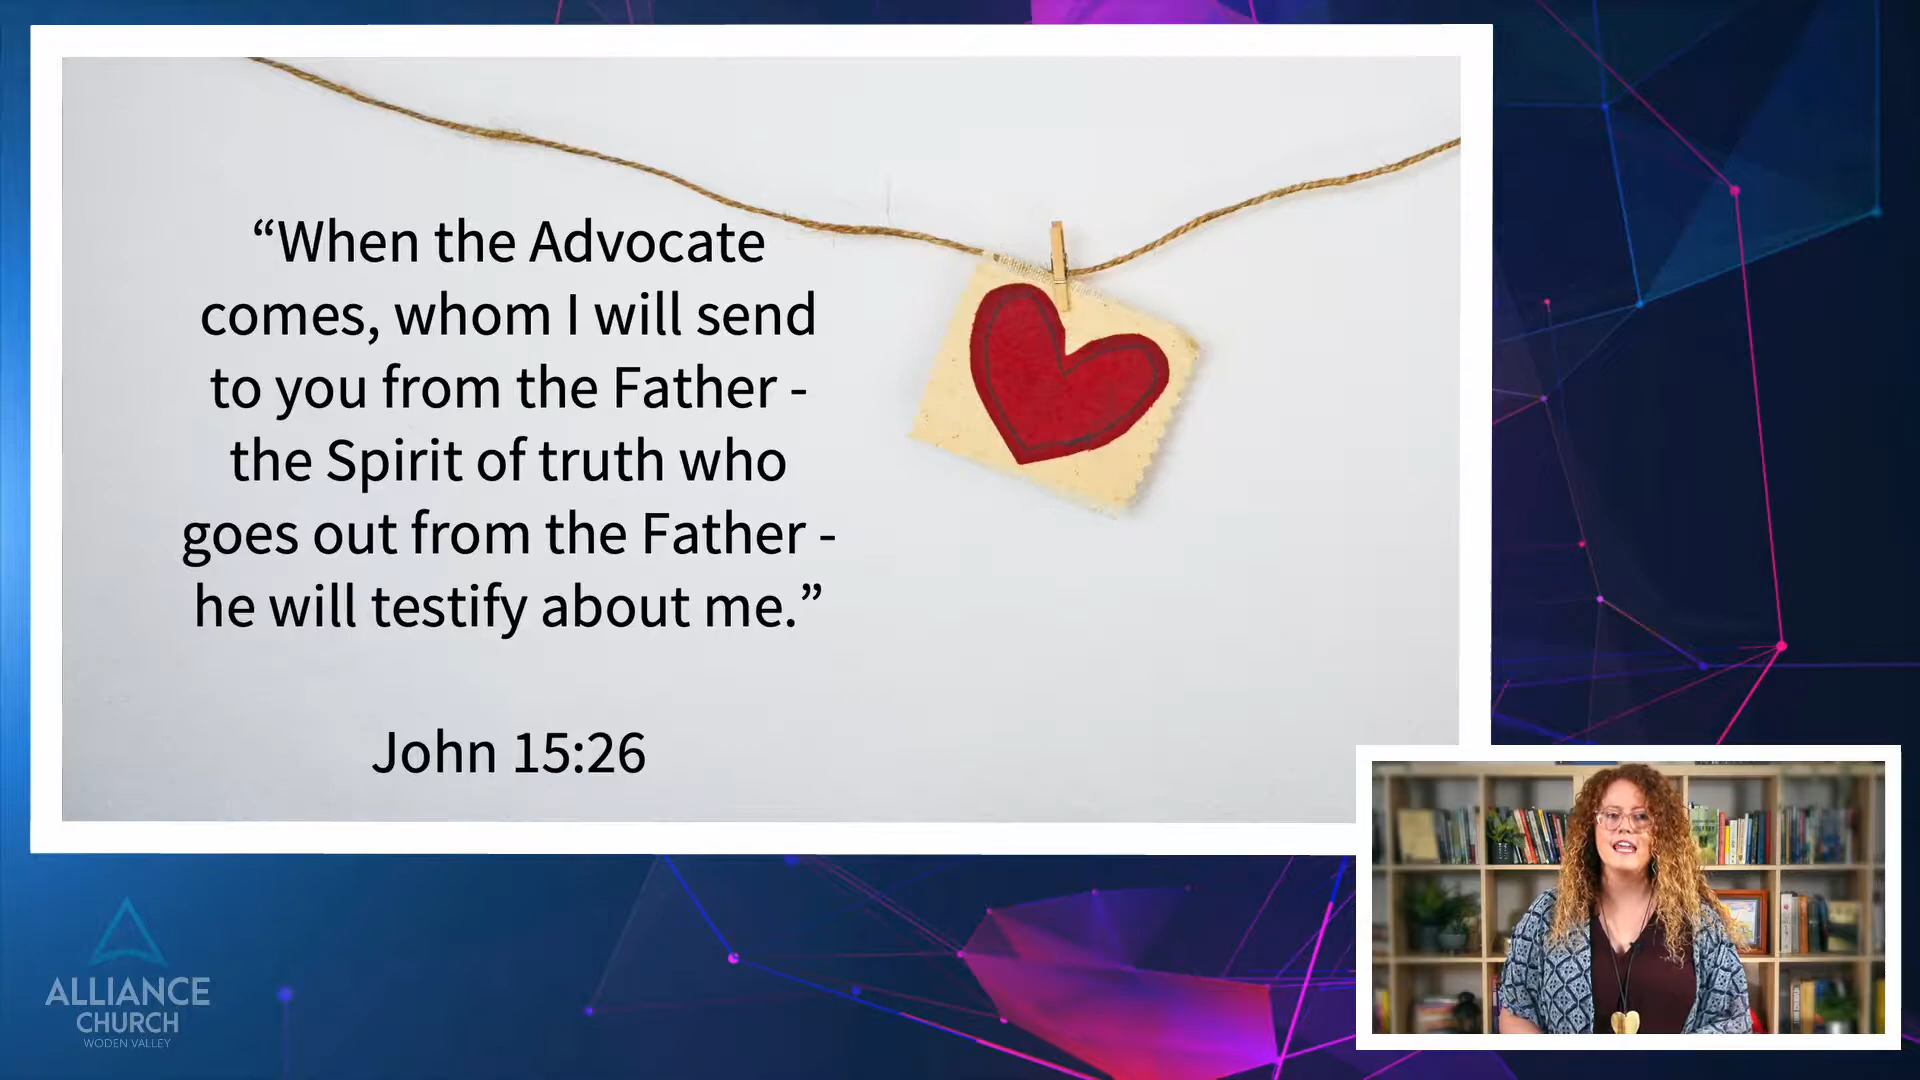 “When the Advocate
comes, whom I will send
to you from the Father -
the Spirit of truth who
goes out from the Father -
he will testify about me.”
John 15:26
ALLIANCE
CHURCH
WODEN VALLEY